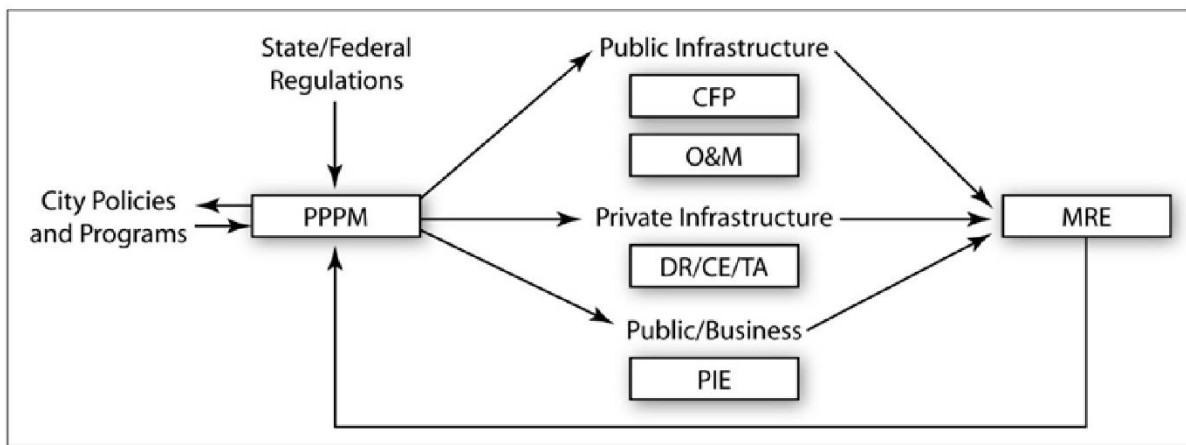 State/Federal
Regulations
City Policies
and Programs
PPPM
Public Infrastructure
CFP
O&M
Private Infrastructure
DR/CE/TA
Public/Business
PIE
MRE